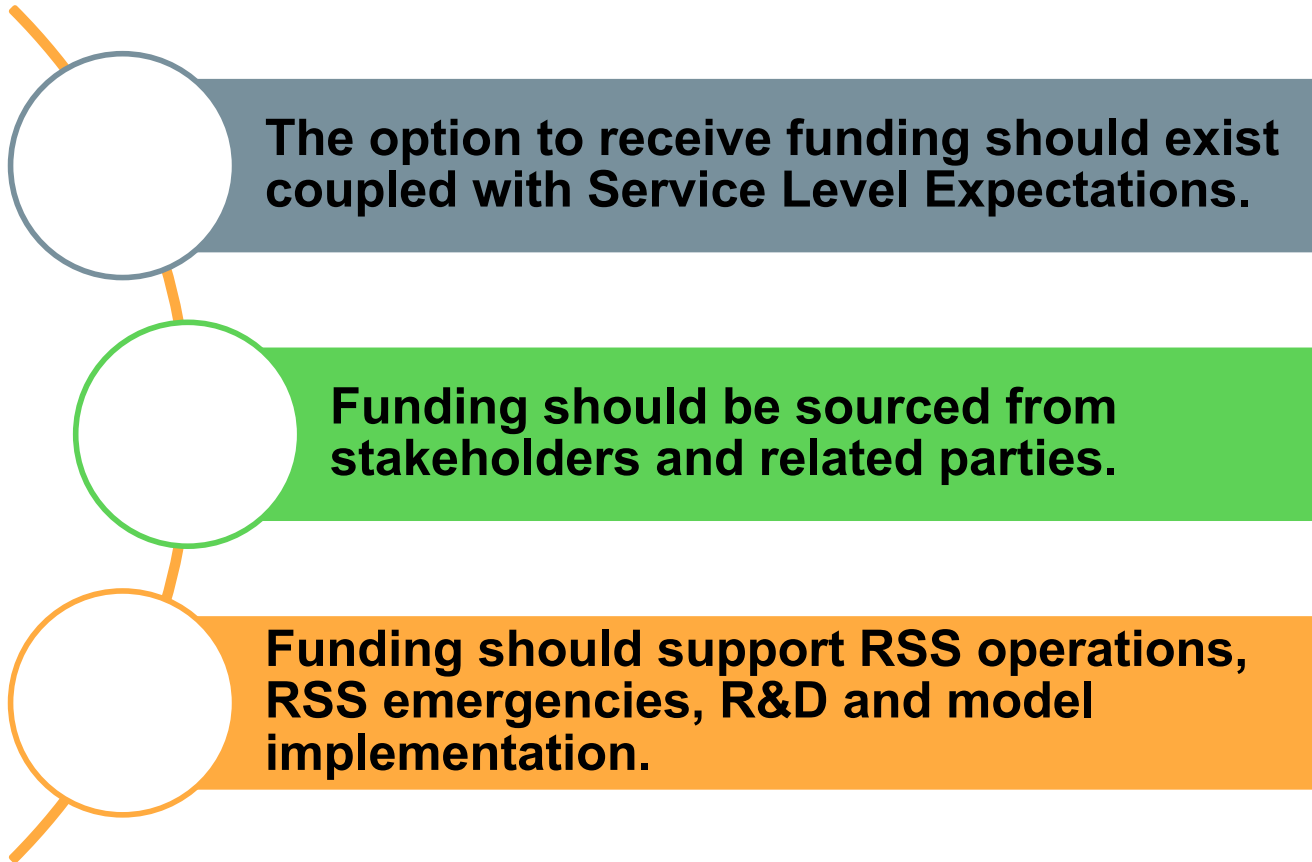 The option to receive funding should exist
coupled with Service Level Expectations.
Funding should be sourced from
stakeholders and related parties.
Funding should support RSS operations,
RSS emergencies, R&D and model
implementation.